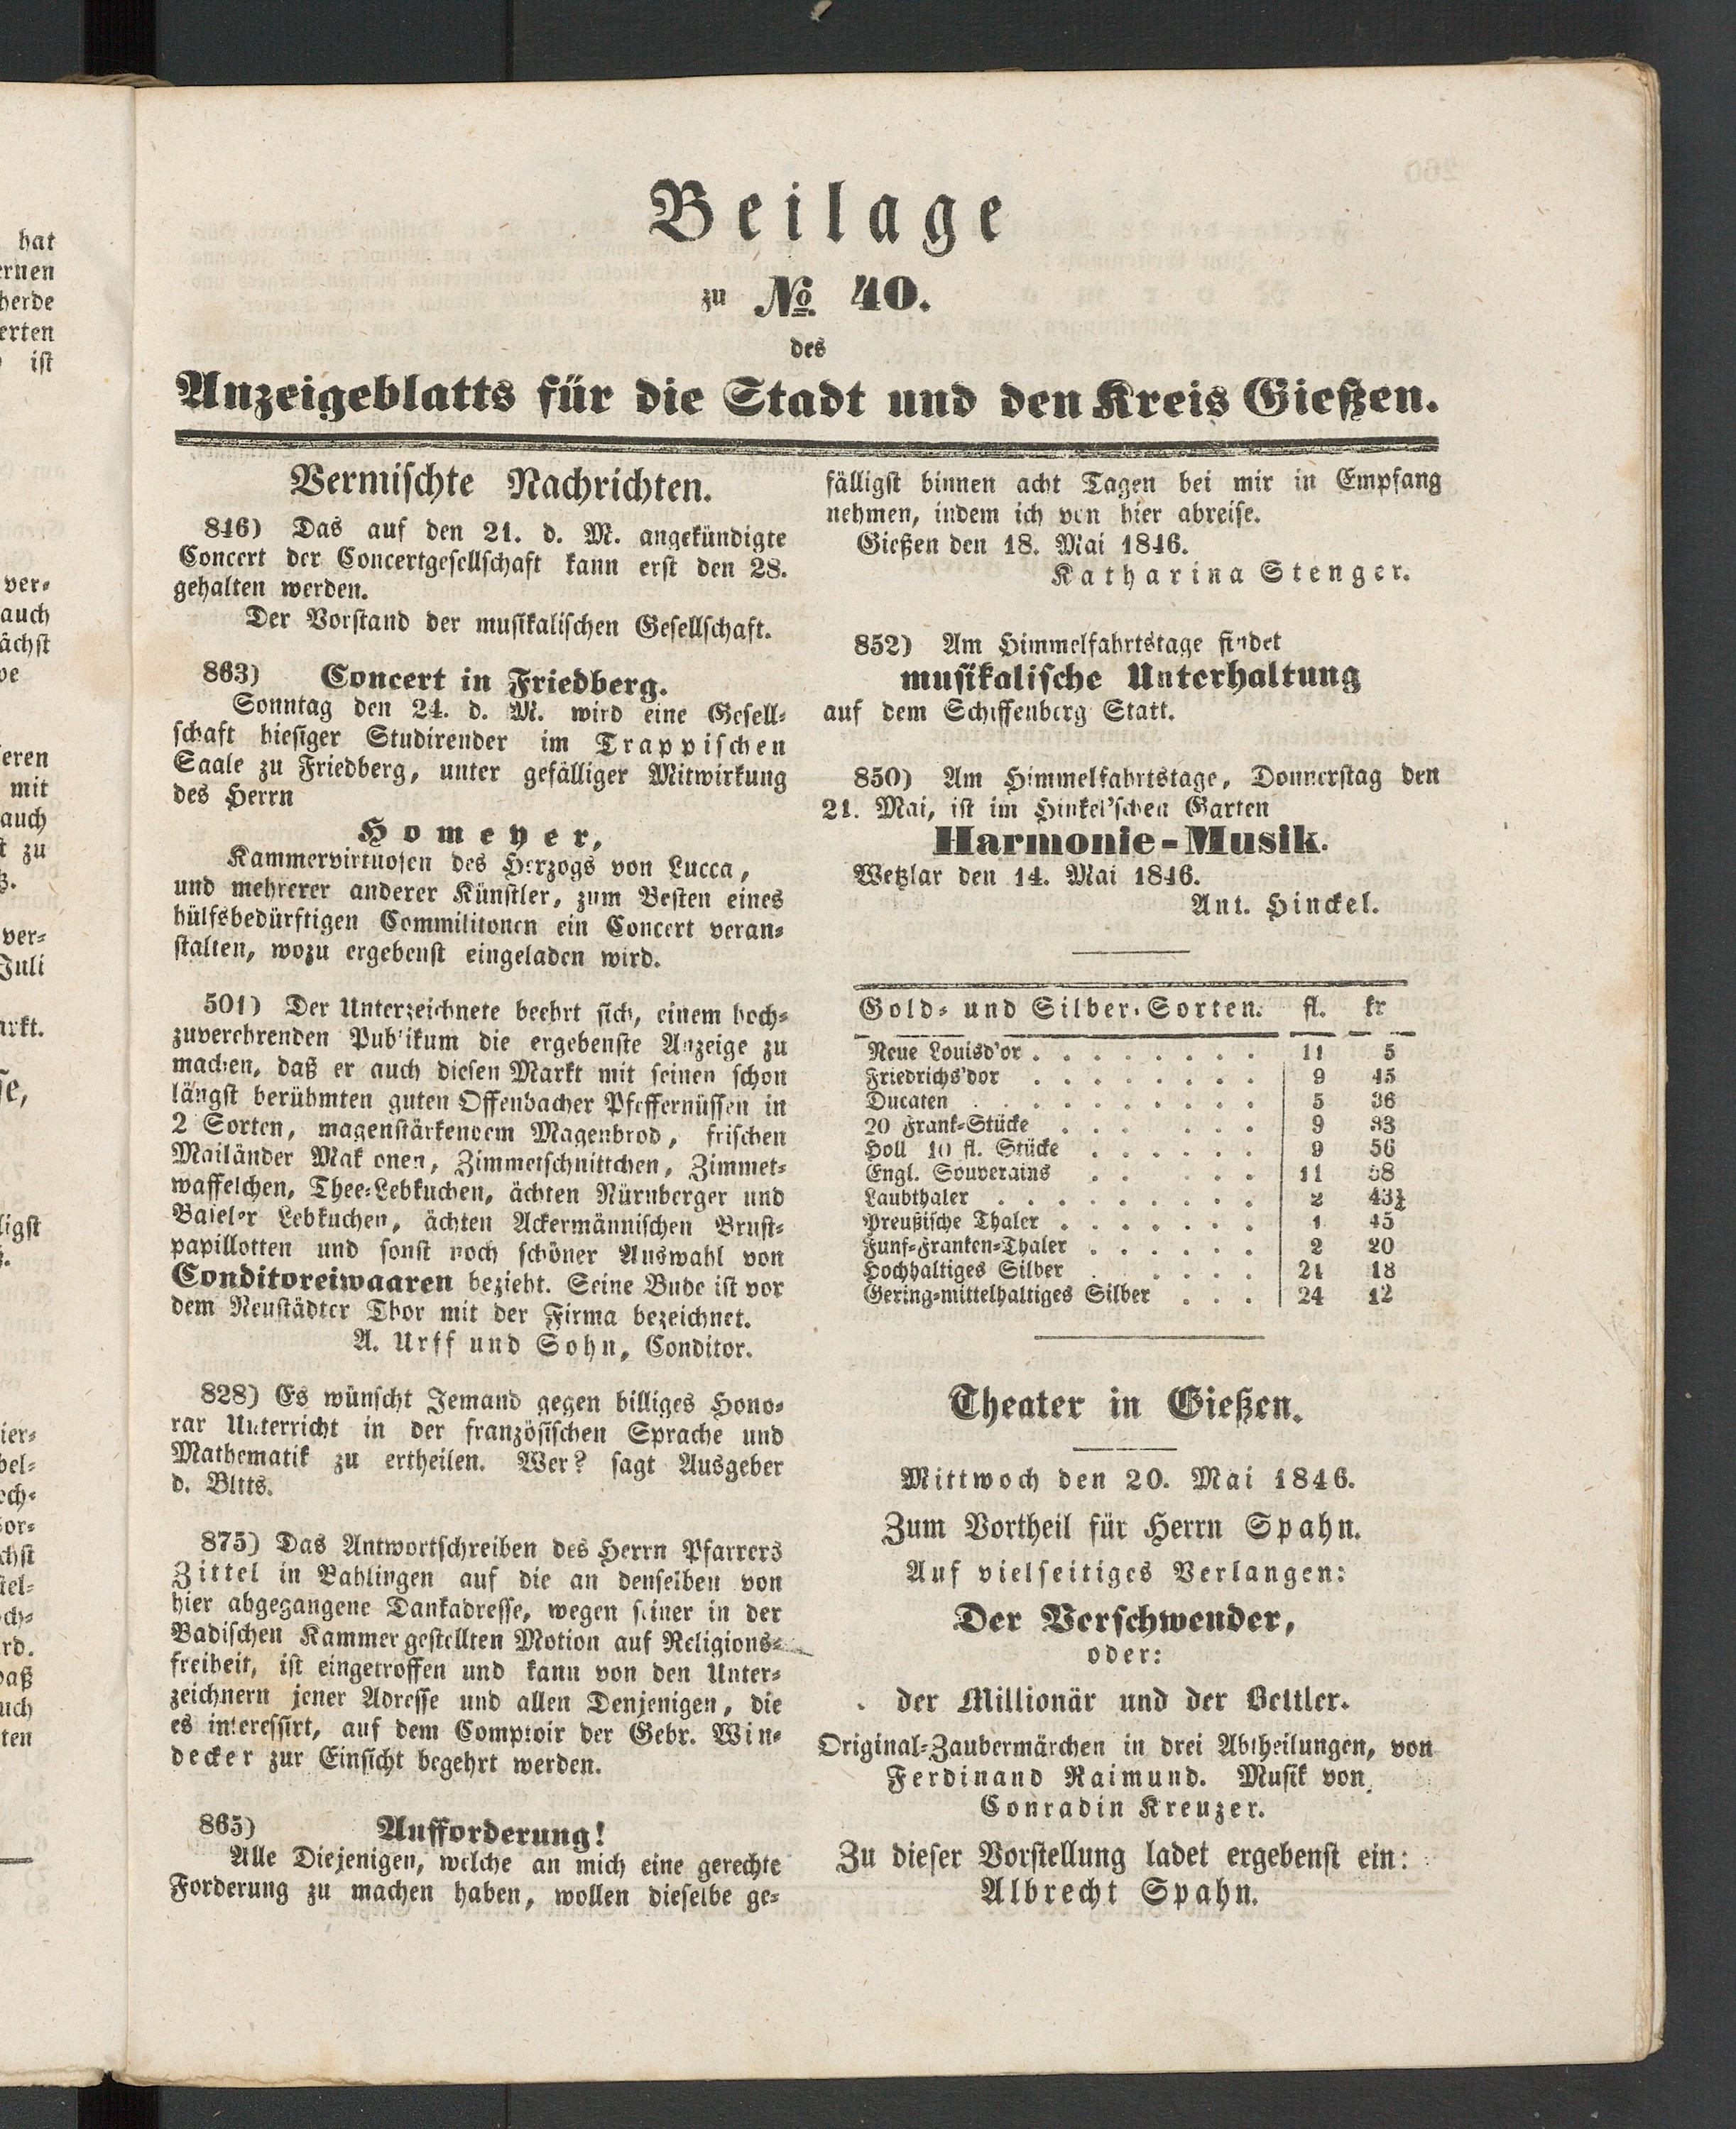 Beilage
zu № 40.
des
Anzeigeblatts für die Stadt und den Kreis Gießen.
Vermischte Nachrichten.
846) Das auf den 21. d. M. angekündigte
Concert der Concertgesellschaft kann erst den 28.
gehalten werden.
Der Vorstand der musikalischen Gesellschaft.
863) Concert in Friedberg.
Sonntag den 24. d. M. wird eine Gesell-
schaft hiesiger Studirender im Trappischen
Saale zu Friedberg, unter gefälliger Mitwirkung
des Herrn
Homeyer,
Kammervirtuosen des Herzogs von Lucca,
und mehrerer anderer Künstler, zum Besten eines
hülfsbedürftigen Commilitonen ein Concert veran-
stalten, wozu ergebenst eingeladen wird.
501) Der Unterzeichnete beehrt sich, einem hoch-
zuverehrenden Publikum die ergebenste Anzeige zu
machen, daß er auch diesen Markt mit seinen schon
längst berühmten guten Offenbacher Pfeffernüssen in
2 Sorten, magenstärkendem Magenbrod, frischen
Mailänder Mak onen, Zimmetschnittchen, Zimmet-
waffelchen, Thee-Lebkuchen, ächten Nürnberger und
Baseler Lebkuchen, ächten Ackermännischen Brust-
papillotten und sonst noch schöner Auswahl von
Conditoreiwaaren bezieht. Seine Bude ist vor
dem Neustädter Thor mit der Firma bezeichnet.
A. Urff und Sohn, Conditor.
828) Es wünscht Jemand gegen billiges Hono-
rar Unterricht in der französischen Sprache und
Mathematik zu ertheilen. Wer? sagt Ausgeber
d. Bltts.
875) Das Antwortschreiben des Herrn Pfarrers
Zittel in Bahlingen auf die an denselben von
hier abgegangene Dankadresse, wegen seiner in der
Badischen Kammer gestellten Motion auf Religions-
freiheit, ist eingetroffen und kann von den Unter-
zeichnern jener Adresse und allen Denjenigen, die
es interessirt, auf dem Comptoir der Gebr. Win-
decker zur Einsicht begehrt werden.
865) Aufforderung!
Alle Diejenigen, welche an mich eine gerechte
Forderung zu machen haben, wollen dieselbe ge-
fälligst binnen acht Tagen bei mir in Empfang
nehmen, indem ich von hier abreise.
Gießen den 18. Mai 1846.
Katharina Stenger.
852) Am Himmelfahrtstage findet
musikalische Unterhaltung
auf dem Schiffenberg Statt.
850) Am Himmelfahrtstage, Donnerstag den
21. Mai, ist im Hinkel'schen Garten
Harmonie-Musik.
Wetzlar den 14. Mai 1846.
Ant. Hinckel.
Gold- und Silber-Sorten. fl. kr
Neue Louisd'or . . . . . . . . 11 5
Friedrichs'dor . . . . . . . . 9 45
Ducaten . . . . . . . . . . 5 36
20 Frank-Stücke . . . . . . 9 33
Holl 10 fl. Stücke . . . . . . 9 56
Engl. Souverains . . . . . 11 58
Laubthaler . . . . . . . . . 2 43½
Preußische Thaler . . . . . . . 1 45
Fünf-Franken-Thaler . . . . . . 2 20
Hochhaltiges Silber . . . . . 24 18
Gering-mittelhaltiges Silber . . . 24 12
Theater in Gießen.
Mittwoch den 20. Mai 1846.
Zum Vortheil für Herrn Spahn.
Auf vielseitiges Verlangen:
Der Verschwender,
oder:
der Millionär und der Bettler.
Original-Zaubermärchen in drei Abtheilungen, von
Ferdinand Raimund. Musik von
Conradin Kreuzer.
Zu dieser Vorstellung ladet ergebenst ein:
Albrecht Spahn.